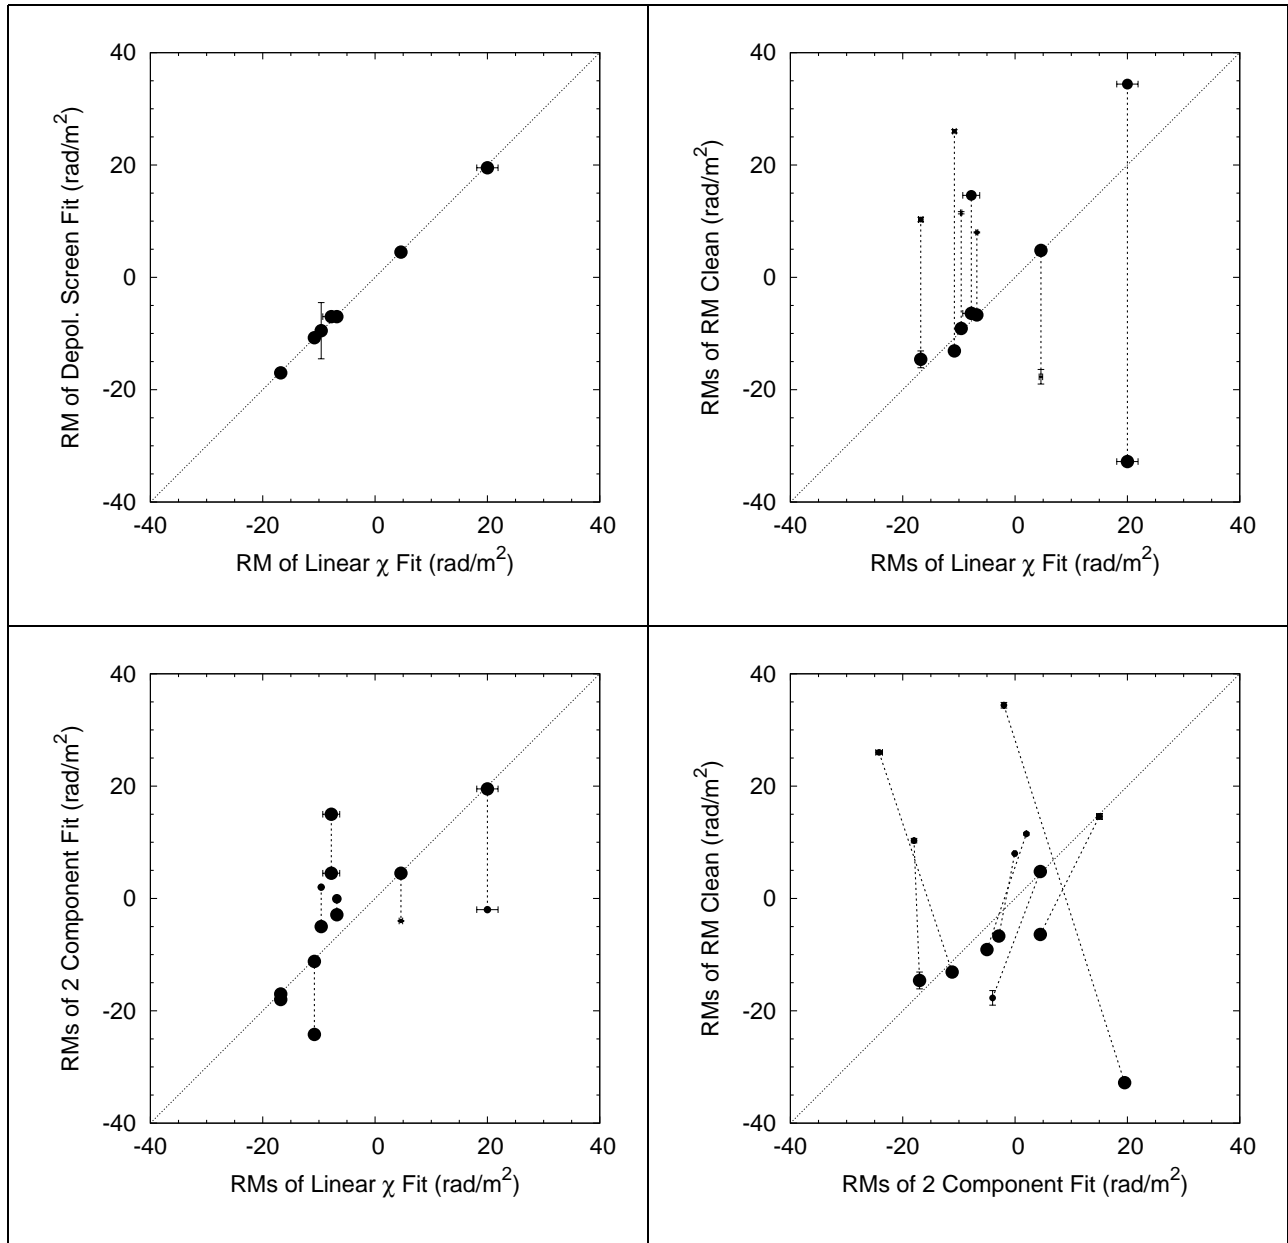 40
20
0
-20
-40
-40 -20 0 20 40
RM of Depol. Screen Fit (rad/m²)
RM of Linear χ Fit (rad/m²)
40
20
0
-20
-40
-40 -20 0 20 40
RMs of RM Clean (rad/m²)
RMs of Linear χ Fit (rad/m²)
40
20
0
-20
-40
-40 -20 0 20 40
RMs of 2 Component Fit (rad/m²)
RMs of Linear χ Fit (rad/m²)
40
20
0
-20
-40
-40 -20 0 20 40
RMs of RM Clean (rad/m²)
RMs of 2 Component Fit (rad/m²)